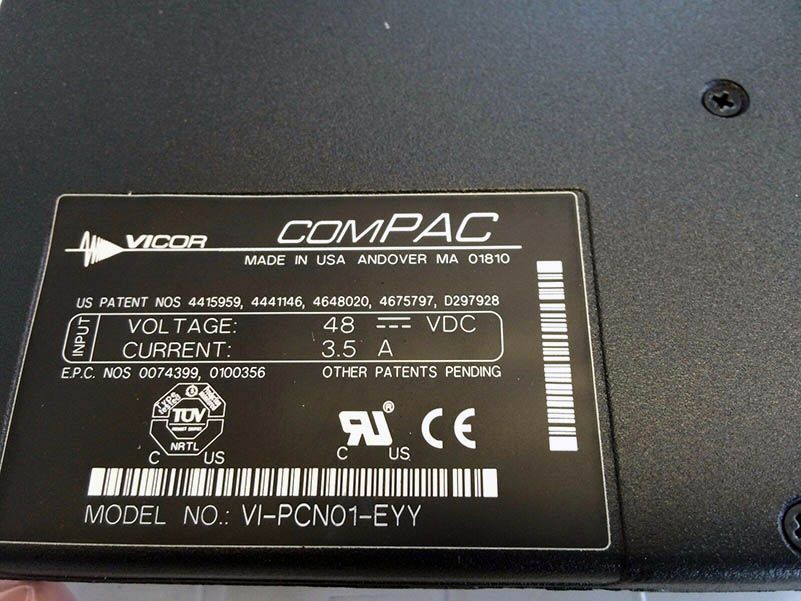 VICOR COMPAC
MADE IN USA ANDOVER MA 01810
US PATENT NOS 4415959, 4441146, 4648020, 4675797, D297928
INPUT
VOLTAGE: 48 VDC
CURRENT: 3.5 A
E.P.C. NOS 0074399, 0100356 OTHER PATENTS PENDING
TUV
NRTL
C US
C US
CE
MODEL NO.: VI-PCN01-EYY